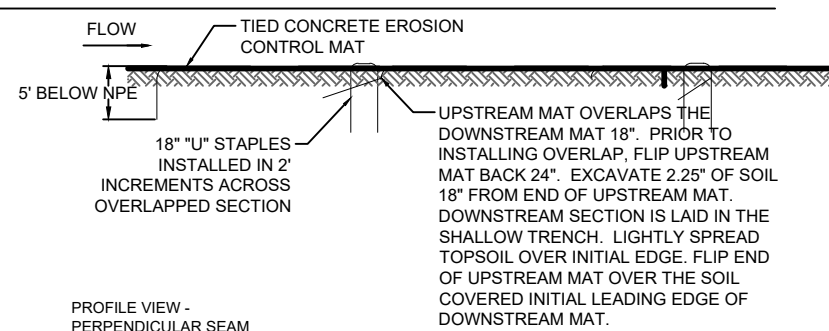 FLOW
TIED CONCRETE EROSION
CONTROL MAT
5' BELOW NPE
18" "U" STAPLES
INSTALLED IN 2'
INCREMENTS ACROSS
OVERLAPPED SECTION
UPSTREAM MAT OVERLAPS THE
DOWNSTREAM MAT 18". PRIOR TO
INSTALLING OVERLAP, FLIP UPSTREAM
MAT BACK 24". EXCAVATE 2.25" OF SOIL
18" FROM END OF UPSTREAM MAT.
DOWNSTREAM SECTION IS LAID IN THE
SHALLOW TRENCH. LIGHTLY SPREAD
TOPSOIL OVER INITIAL EDGE. FLIP END
OF UPSTREAM MAT OVER THE SOIL
COVERED INITIAL LEADING EDGE OF
DOWNSTREAM MAT.
PROFILE VIEW -
PERPENDICULAR SEAM